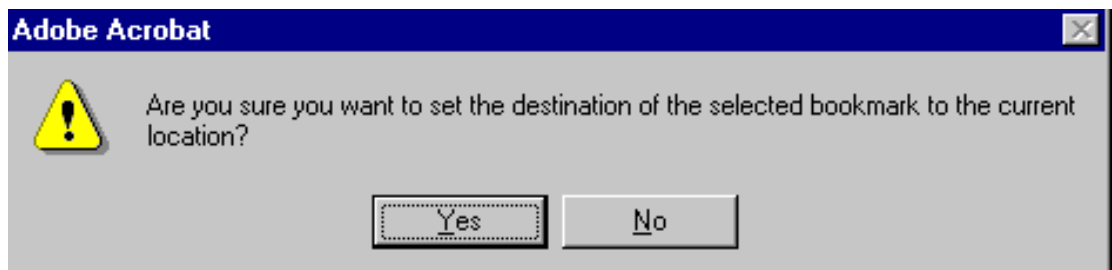 Adobe Acrobat
Are you sure you want to set the destination of the selected bookmark to the current
location?
Yes No